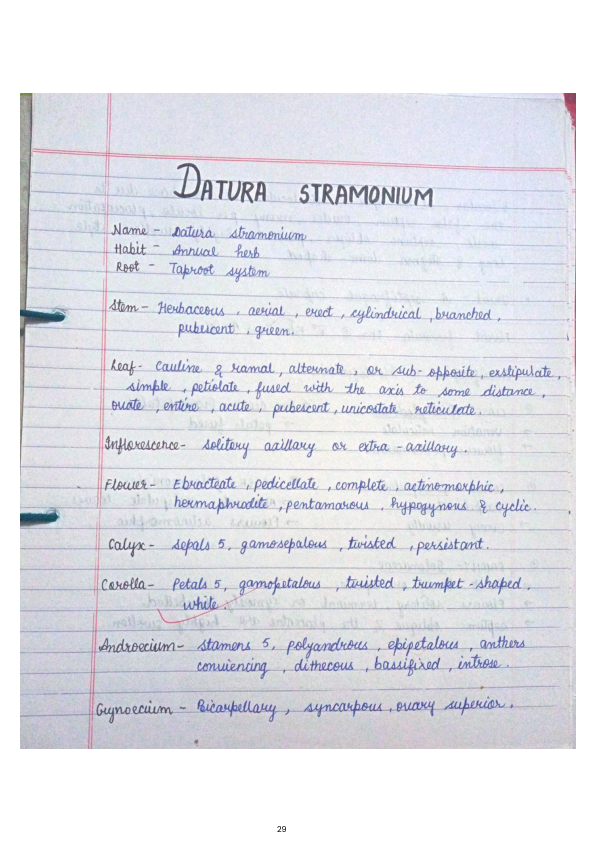 DATURA STRAMONIUM
Name - Datura stramonium
Habit - Annual herb
Root - Taproot system
Stem - Herbaceous , aerial , erect , cylindrical , branched ,
pubescent , green.
Leaf - Cauline & ramal , alternate , or sub-opposite , exstipulate ,
simple , petiolate , fused with the axis to some distance ,
ovate , entire , acute , pubescent , unicostate reticulate .
Inflorescence - solitery axillary or extra-axillary .
Flower - Ebracteate , pedicellate , complete , actinomorphic ,
hermaphrodite , pentamarous , hypogynous & cyclic .
Calyx - sepals 5, gamosepalous , twisted , persistant .
Corolla - Petals 5, gamopetalous , twisted , trumpet-shaped ,
white .
Androecium - stamens 5, polyandrous , epipetalous , anthers
conviencing , dithecous , bassifixed , introse .
Gynoecium - Bicarpellary , syncarpous , ovary superior .
29